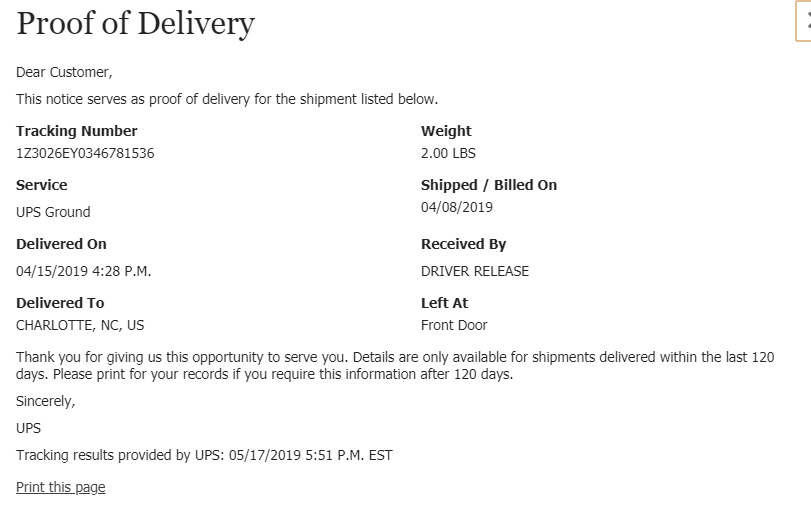 Proof of Delivery
Dear Customer,
This notice serves as proof of delivery for the shipment listed below.
Tracking Number
1Z3026EY0346781536
Weight
2.00 LBS
Service
UPS Ground
Shipped / Billed On
04/08/2019
Delivered On
04/15/2019 4:28 P.M.
Received By
DRIVER RELEASE
Delivered To
CHARLOTTE, NC, US
Left At
Front Door
Thank you for giving us this opportunity to serve you. Details are only available for shipments delivered within the last 120
days. Please print for your records if you require this information after 120 days.
Sincerely,
UPS
Tracking results provided by UPS: 05/17/2019 5:51 P.M. EST
Print this page